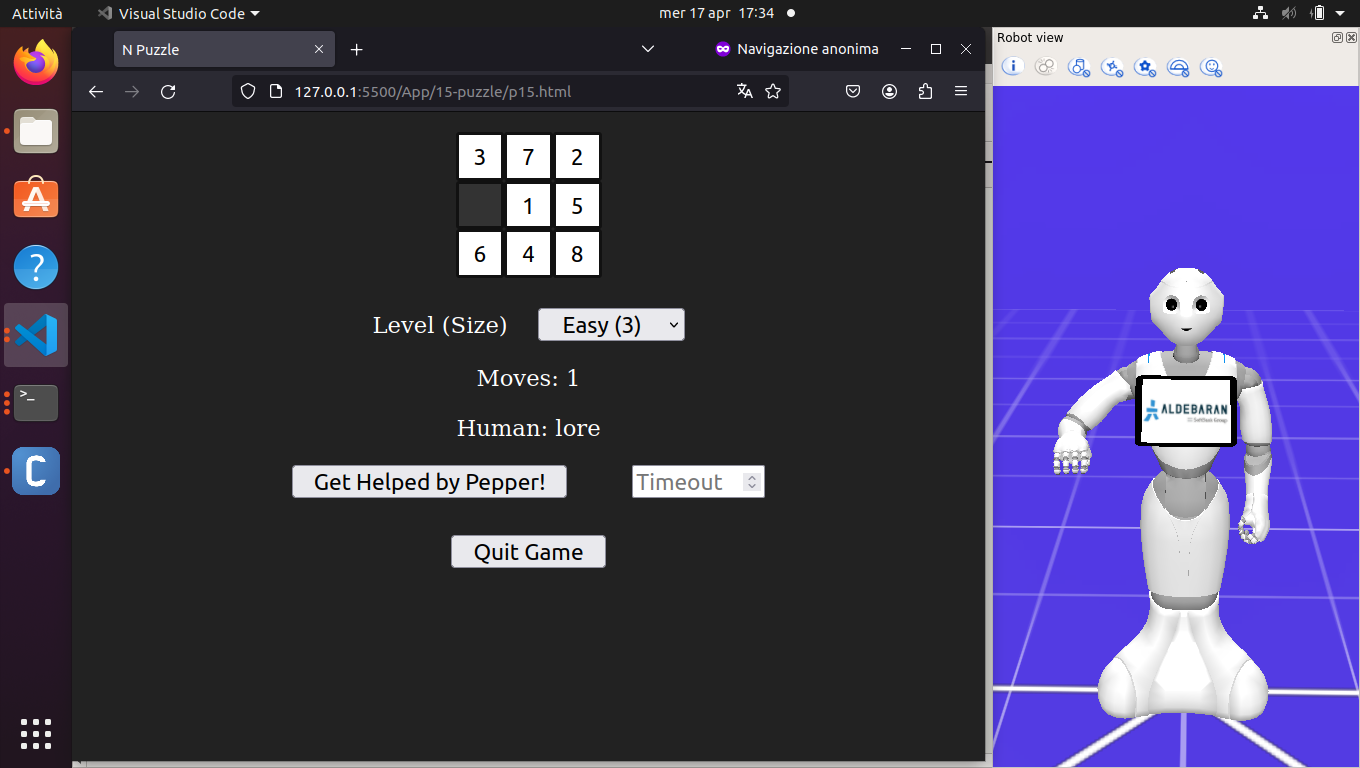 Attività
Visual Studio Code
mer 17 apr 17:34
N Puzzle
Navigazione anonima
127.0.0.1:5500/App/15-puzzle/p15.html
3 7 2
1 5
6 4 8
Level (Size)
Easy (3)
Moves: 1
Human: lore
Get Helped by Pepper!
Timeout
Quit Game
Robot view
ALDEBARAN